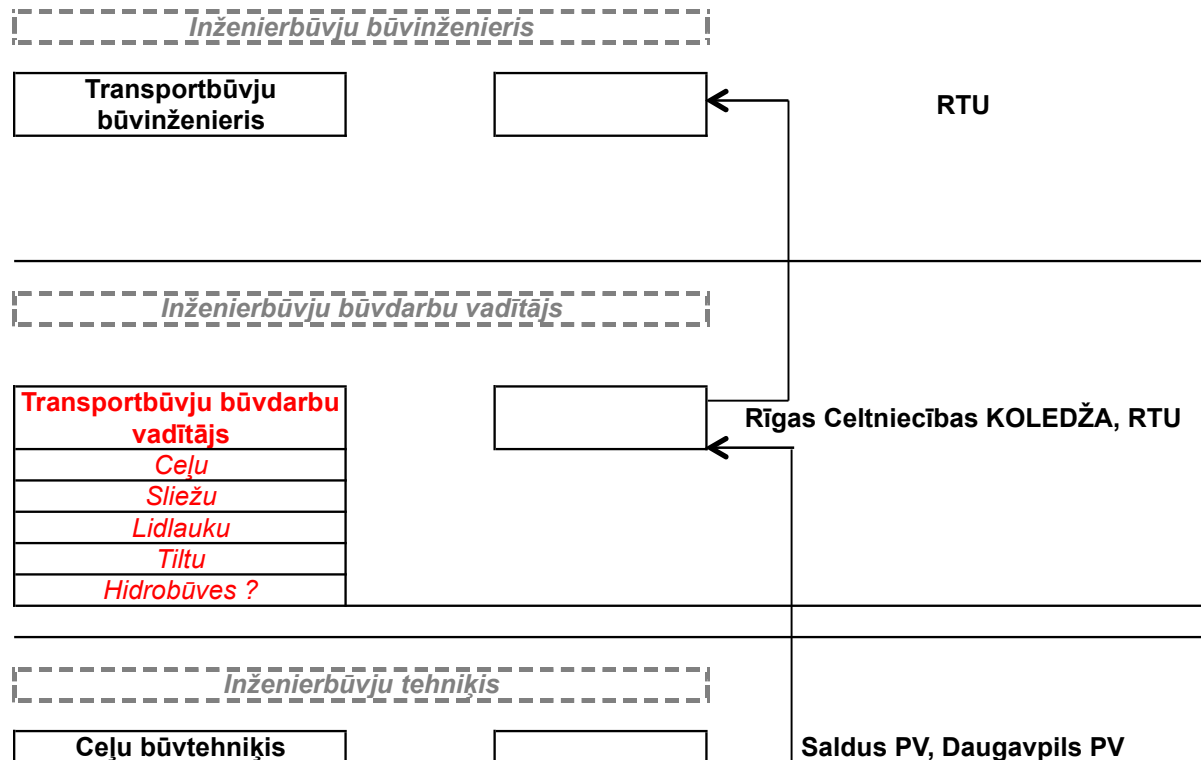 Inženierbūvju būvinženieris
Transportbūvju
būvinženieris
RTU
Inženierbūvju būvdarbu vadītājs
Transportbūvju būvdarbu
vadītājs
Rīgas Celtniecības KOLEDŽA, RTU
Ceļu
Sliežu
Lidlauku
Tiltu
Hidrobūves ?
Inženierbūvju tehniķis
Ceļu būvtehniķis
Saldus PV, Daugavpils PV